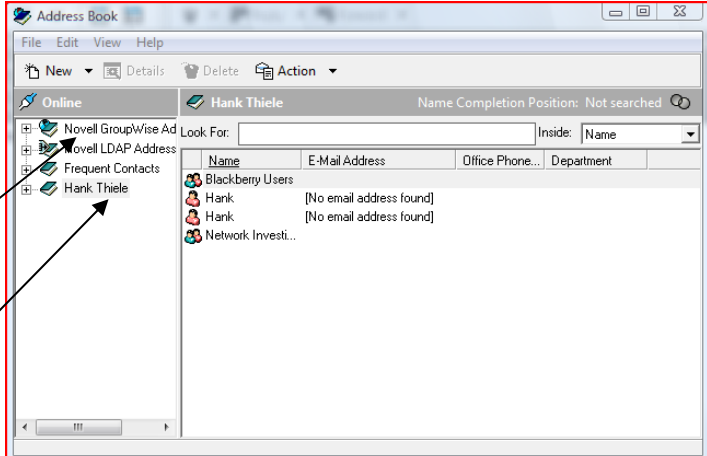 Address Book
File Edit View Help
New Details Delete Action
Online
Hank Thiele Name Completion Position: Not searched
Novell GroupWise Ad
Novell LDAP Address
Frequent Contacts
Hank Thiele
Look For: Inside: Name
Name E-Mail Address Office Phone... Department
Blackberry Users
Hank [No email address found]
Hank [No email address found]
Network Investi...